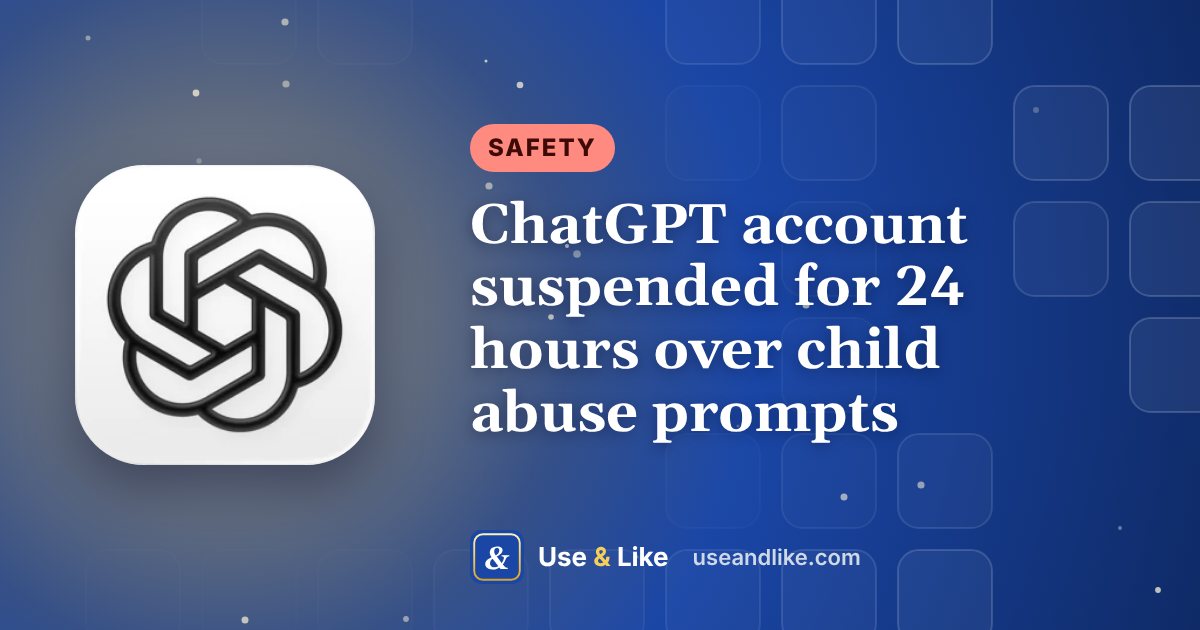 SAFETY
ChatGPT account
suspended for 24
hours over child
abuse prompts
& Use & Like useandlike.com